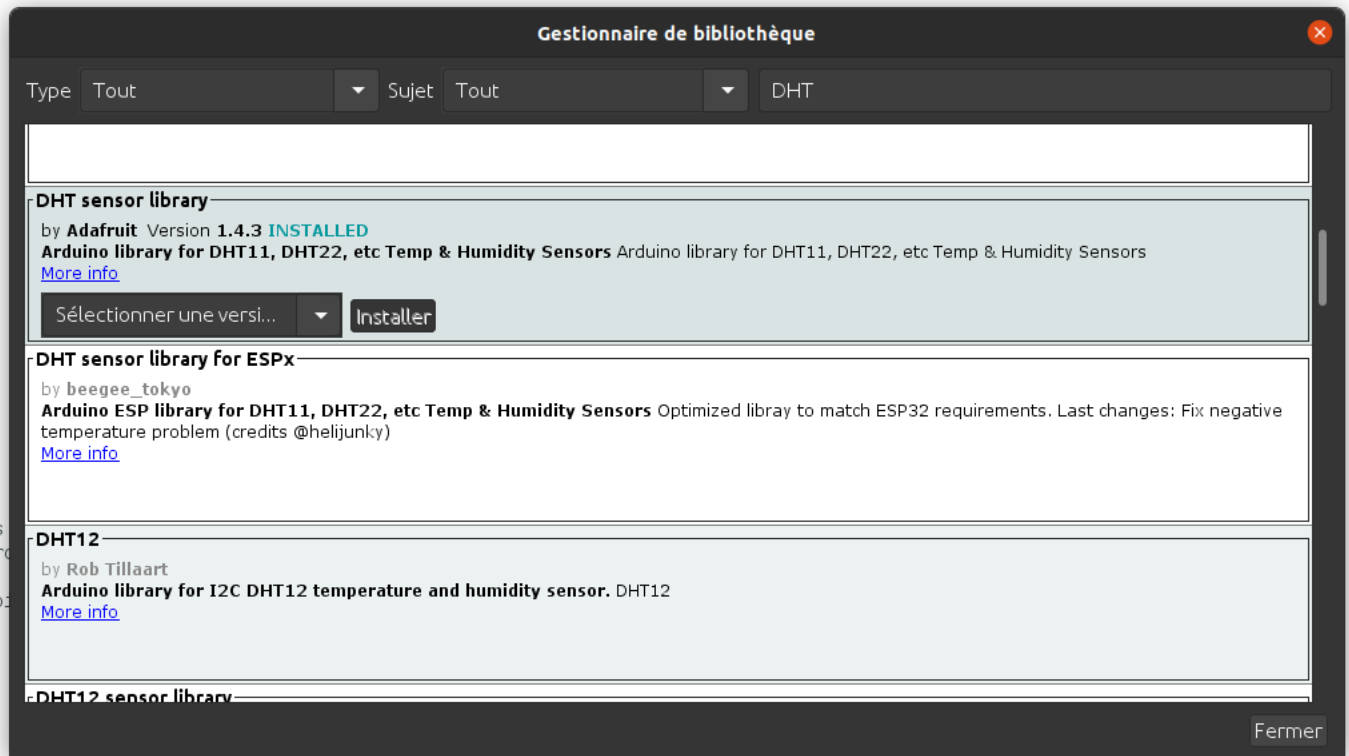 Gestionnaire de bibliothèque
Type Tout Sujet Tout DHT
DHT sensor library
by Adafruit Version 1.4.3 INSTALLED
Arduino library for DHT11, DHT22, etc Temp & Humidity Sensors Arduino library for DHT11, DHT22, etc Temp & Humidity Sensors
More info
Sélectionner une versi... Installer
DHT sensor library for ESPx
by beegee_tokyo
Arduino ESP library for DHT11, DHT22, etc Temp & Humidity Sensors Optimized libray to match ESP32 requirements. Last changes: Fix negative
temperature problem (credits @helijunky)
More info
DHT12
by Rob Tillaart
Arduino library for I2C DHT12 temperature and humidity sensor. DHT12
More info
DHT12 sensor library
Fermer